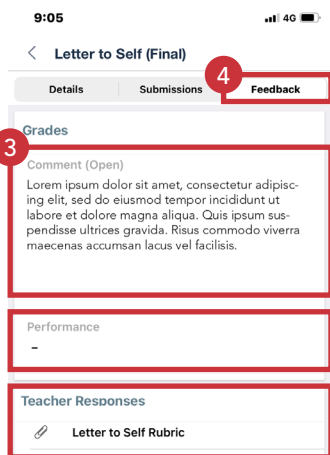 9:05 4G
Letter to Self (Final)
4
Details Submissions Feedback
Grades
3
Comment (Open)
Lorem ipsum dolor sit amet, consectetur adipisc-
ing elit, sed do eiusmod tempor incididunt ut
labore et dolore magna aliqua. Quis ipsum sus-
pendisse ultrices gravida. Risus commodo viverra
maecenas accumsan lacus vel facilisis.
Performance
–
Teacher Responses
Letter to Self Rubric